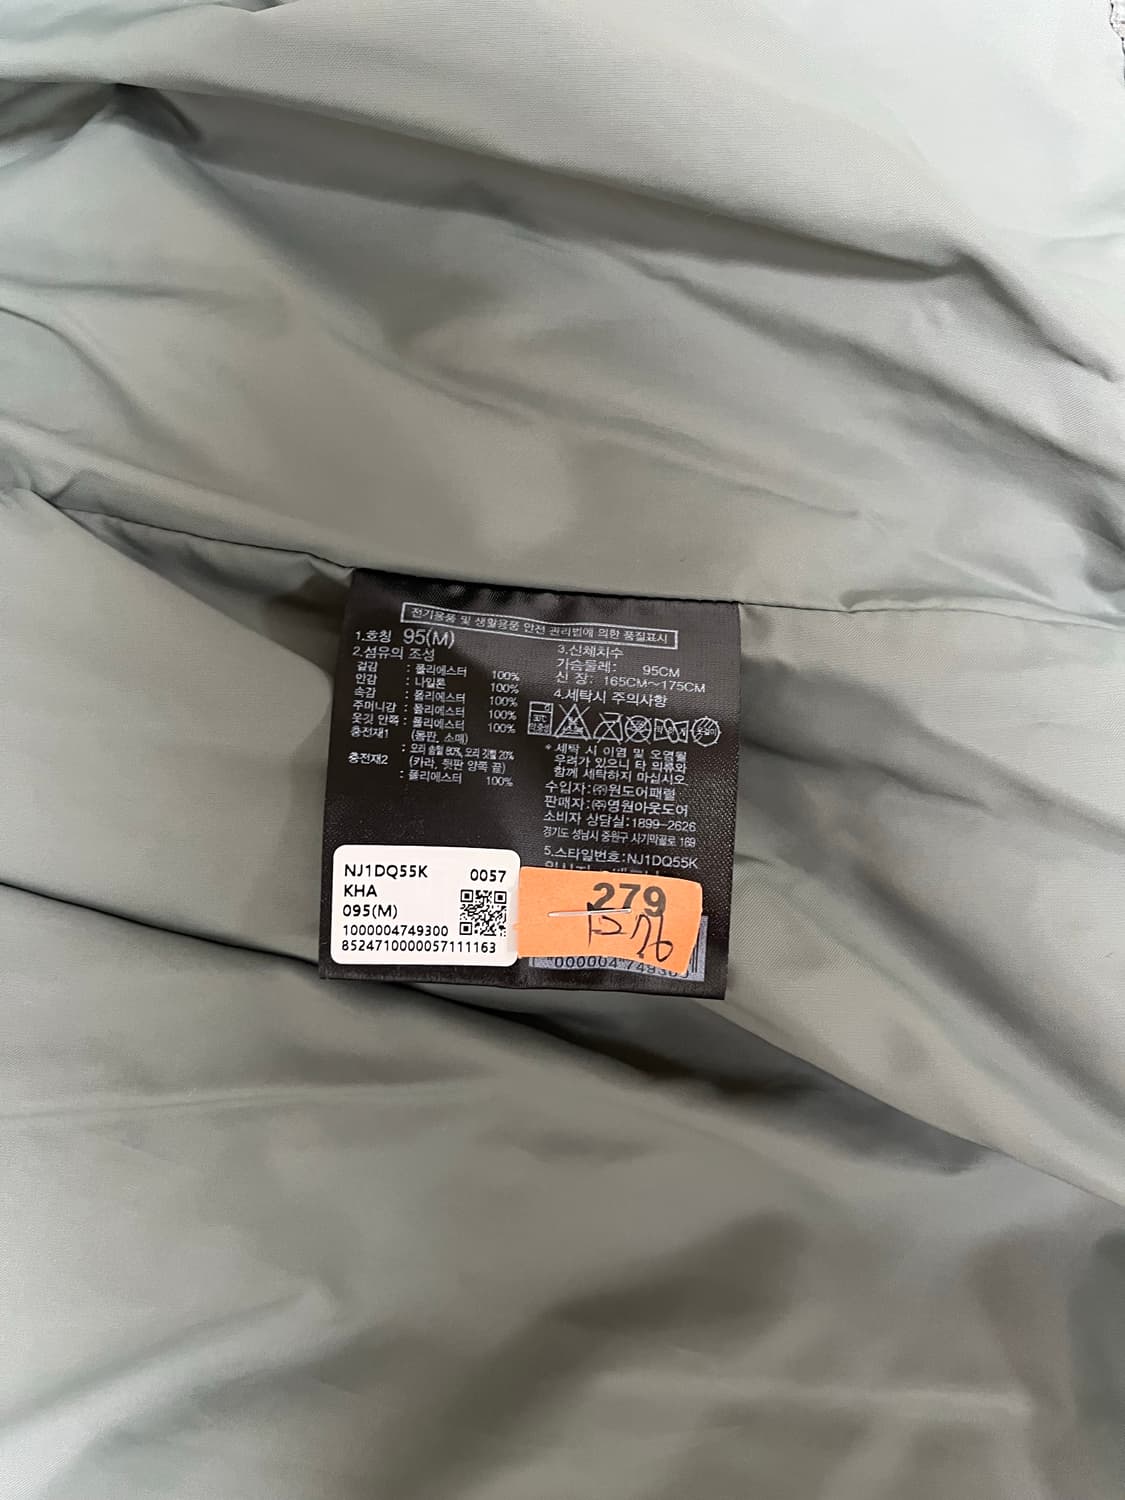 전기용품 및 생활용품 안전 관리법에 의한 품질표시
1.호칭 95(M)
2.섬유의 조성
겉감 : 폴리에스터 100%
안감 : 나일론 100%
속감 : 폴리에스터 100%
주머니감 : 폴리에스터 100%
옷깃 안쪽 : 폴리에스터 100%
충전재1 (몸판, 소매)
: 오리 솜털 80%, 오리 깃털 20%
충전재2 (카라, 뒷판 양쪽 끝)
: 폴리에스터 100%
3.신체치수
가슴둘레: 95CM
신 장: 165CM~175CM
4.세탁시 주의사항
* 세탁 시 이염 및 오염될
우려가 있으니 타 의류와
함께 세탁하지 마십시오.
수입자:㈜원도어패럴
판매자:㈜영원아웃도어
소비자 상담실:1899-2626
경기도 성남시 중원구 사기막골로 169
5.스타일번호:NJ1DQ55K
NJ1DQ55K 0057
KHA
095(M)
1000004749300
8524710000057111163
279